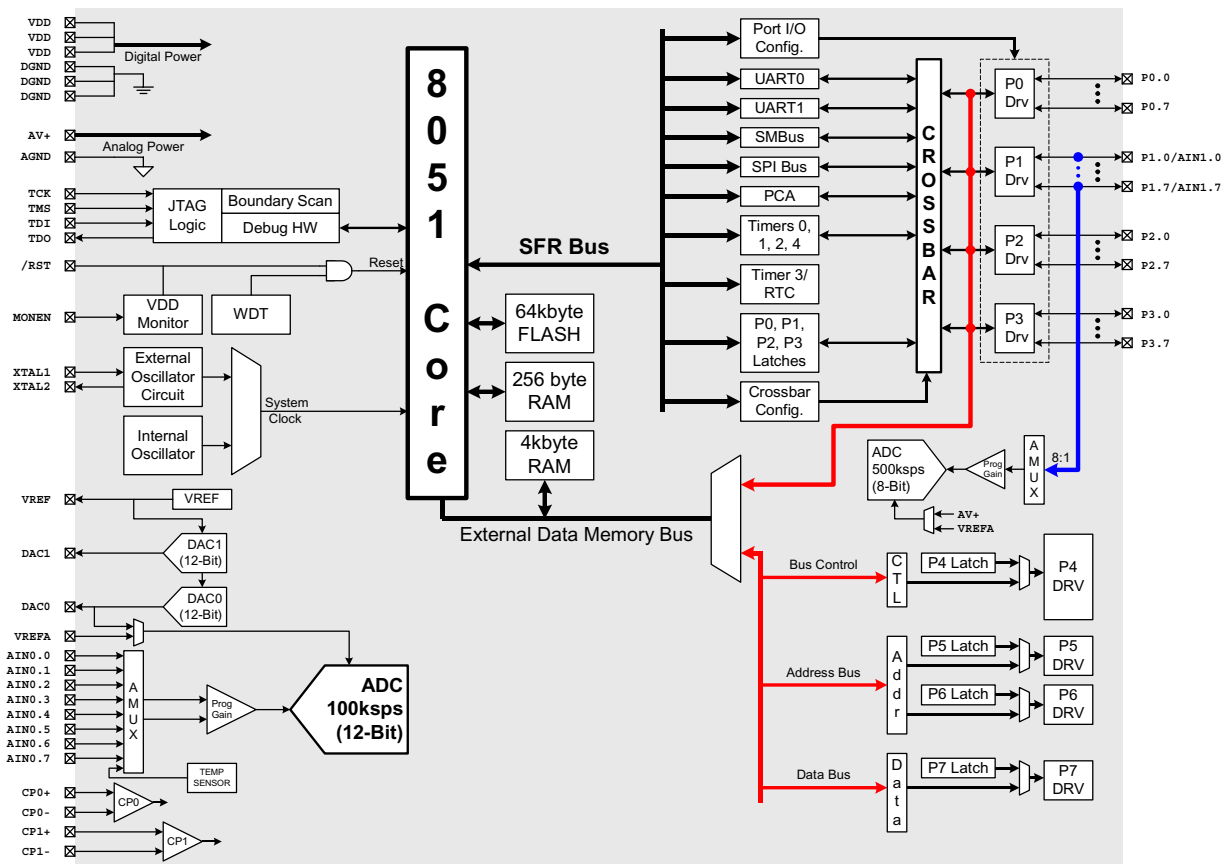 VDD
VDD
VDD
Digital Power
DGND
DGND
DGND
AV+
Analog Power
AGND
TCK
TMS
TDI
TDO
JTAG
Logic
Boundary Scan
Debug HW
/RST
Reset
MONEN
VDD
Monitor
WDT
XTAL1
XTAL2
External
Oscillator
Circuit
Internal
Oscillator
System
Clock
VREF
VREF
DAC1
DAC1
(12-Bit)
DAC0
DAC0
(12-Bit)
VREFA
AIN0.0
AIN0.1
AIN0.2
AIN0.3
AIN0.4
AIN0.5
AIN0.6
AIN0.7
AMUX
Prog
Gain
ADC
100ksps
(12-Bit)
TEMP
SENSOR
CP0+
CP0-
CP0
CP1+
CP1-
CP1
8051 Core
SFR Bus
64kbyte
FLASH
256 byte
RAM
4kbyte
RAM
External Data Memory Bus
Port I/O
Config.
UART0
UART1
SMBus
SPI Bus
PCA
Timers 0,
1, 2, 4
Timer 3/
RTC
P0, P1,
P2, P3
Latches
Crossbar
Config.
CROSSBAR
P0
Drv
P1
Drv
P2
Drv
P3
Drv
P0.0
P0.7
P1.0/AIN1.0
P1.7/AIN1.7
P2.0
P2.7
P3.0
P3.7
ADC
500ksps
(8-Bit)
Prog
Gain
AMUX
8:1
AV+
VREFA
Bus Control
CTL
P4 Latch
P4
DRV
Address Bus
Addr
P5 Latch
P5
DRV
P6 Latch
P6
DRV
Data Bus
Data
P7 Latch
P7
DRV